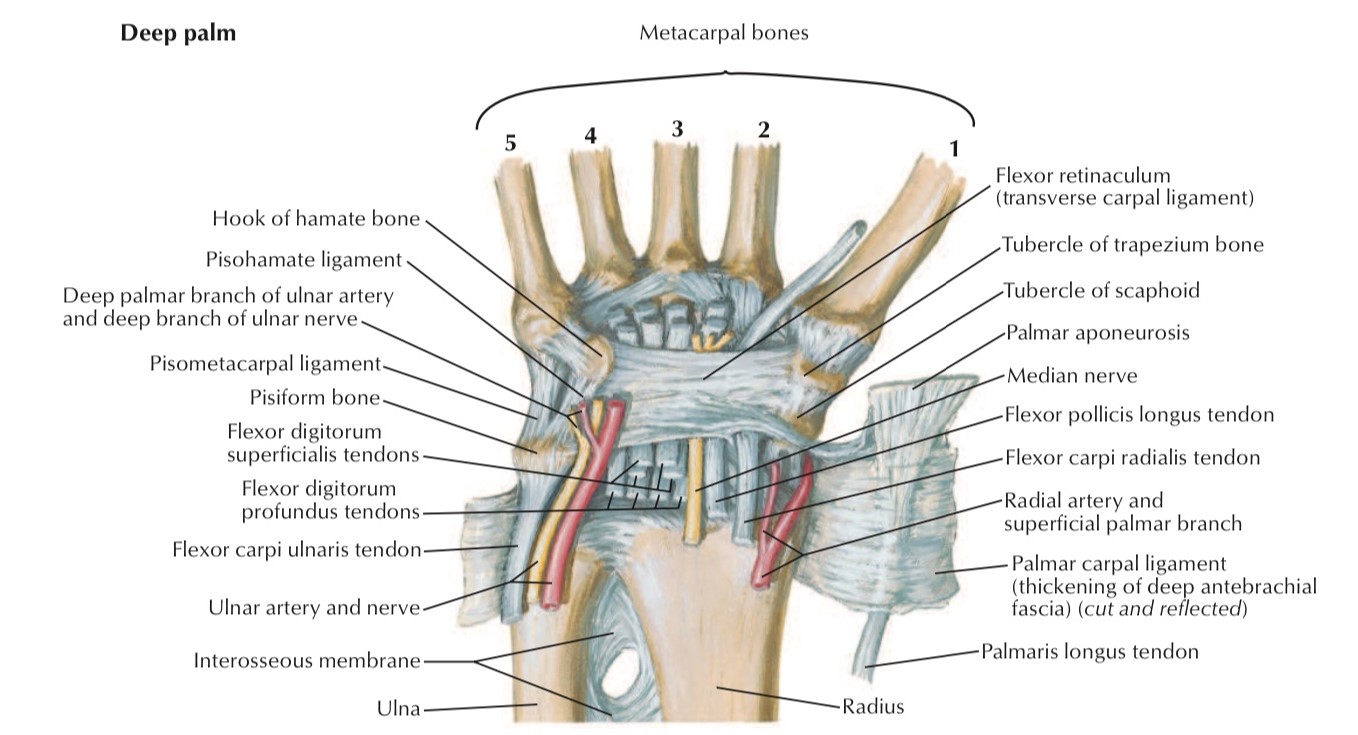 Deep palm
Metacarpal bones
5
4
3
2
1
Hook of hamate bone
Pisohamate ligament
Deep palmar branch of ulnar artery
and deep branch of ulnar nerve
Pisometacarpal ligament
Pisiform bone
Flexor digitorum
superficialis tendons
Flexor digitorum
profundus tendons
Flexor carpi ulnaris tendon
Ulnar artery and nerve
Interosseous membrane
Ulna
Flexor retinaculum
(transverse carpal ligament)
Tubercle of trapezium bone
Tubercle of scaphoid
Palmar aponeurosis
Median nerve
Flexor pollicis longus tendon
Flexor carpi radialis tendon
Radial artery and
superficial palmar branch
Palmar carpal ligament
(thickening of deep antebrachial
fascia) (cut and reflected)
Palmaris longus tendon
Radius